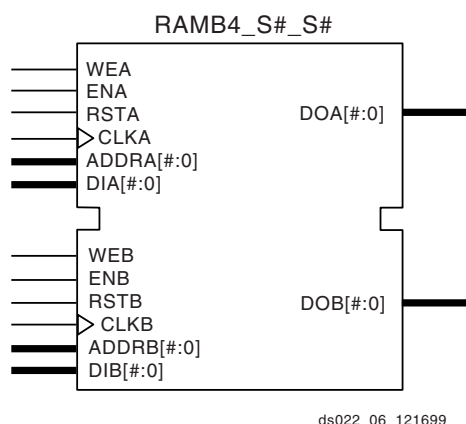 RAMB4_S#_S#
WEA
ENA
RSTA
DOA[#:0]
CLKA
ADDRA[#:0]
DIA[#:0]
WEB
ENB
RSTB
DOB[#:0]
CLKB
ADDRB[#:0]
DIB[#:0]
ds022_06_121699